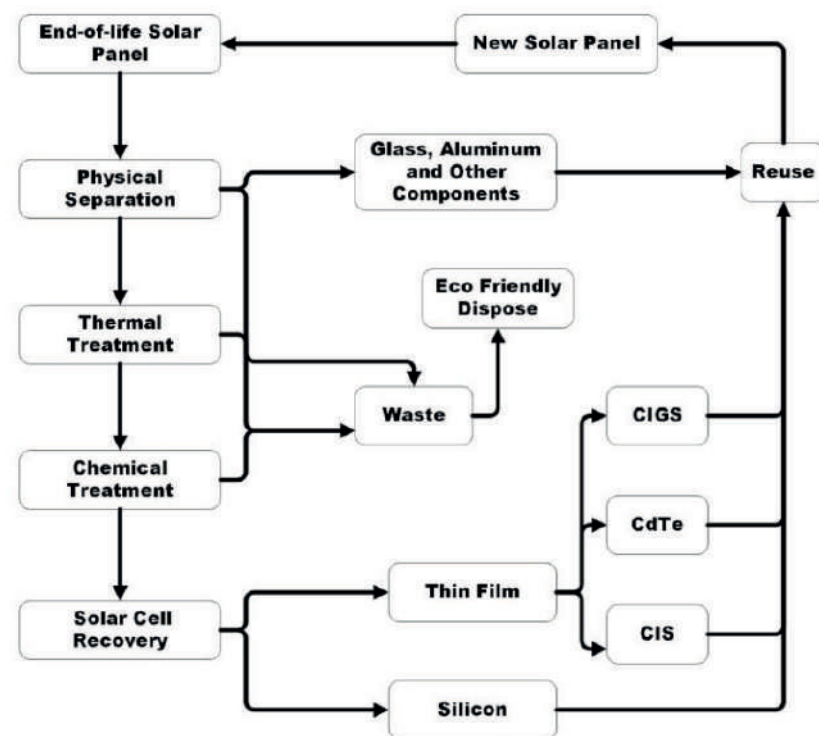 End-of-life Solar
Panel
New Solar Panel
Physical
Separation
Glass, Aluminum
and Other
Components
Reuse
Eco Friendly
Dispose
Thermal
Treatment
Waste
CIGS
Chemical
Treatment
CdTe
Thin Film
Solar Cell
Recovery
CIS
Silicon